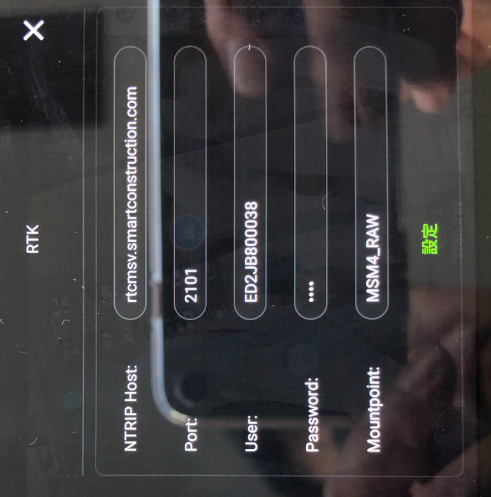 RTK
NTRIP Host: rtcmsv.smartconstruction.com
Port: 2101
User: ED2JB800038
Password: ••••
Mountpoint: MSM4_RAW
設定